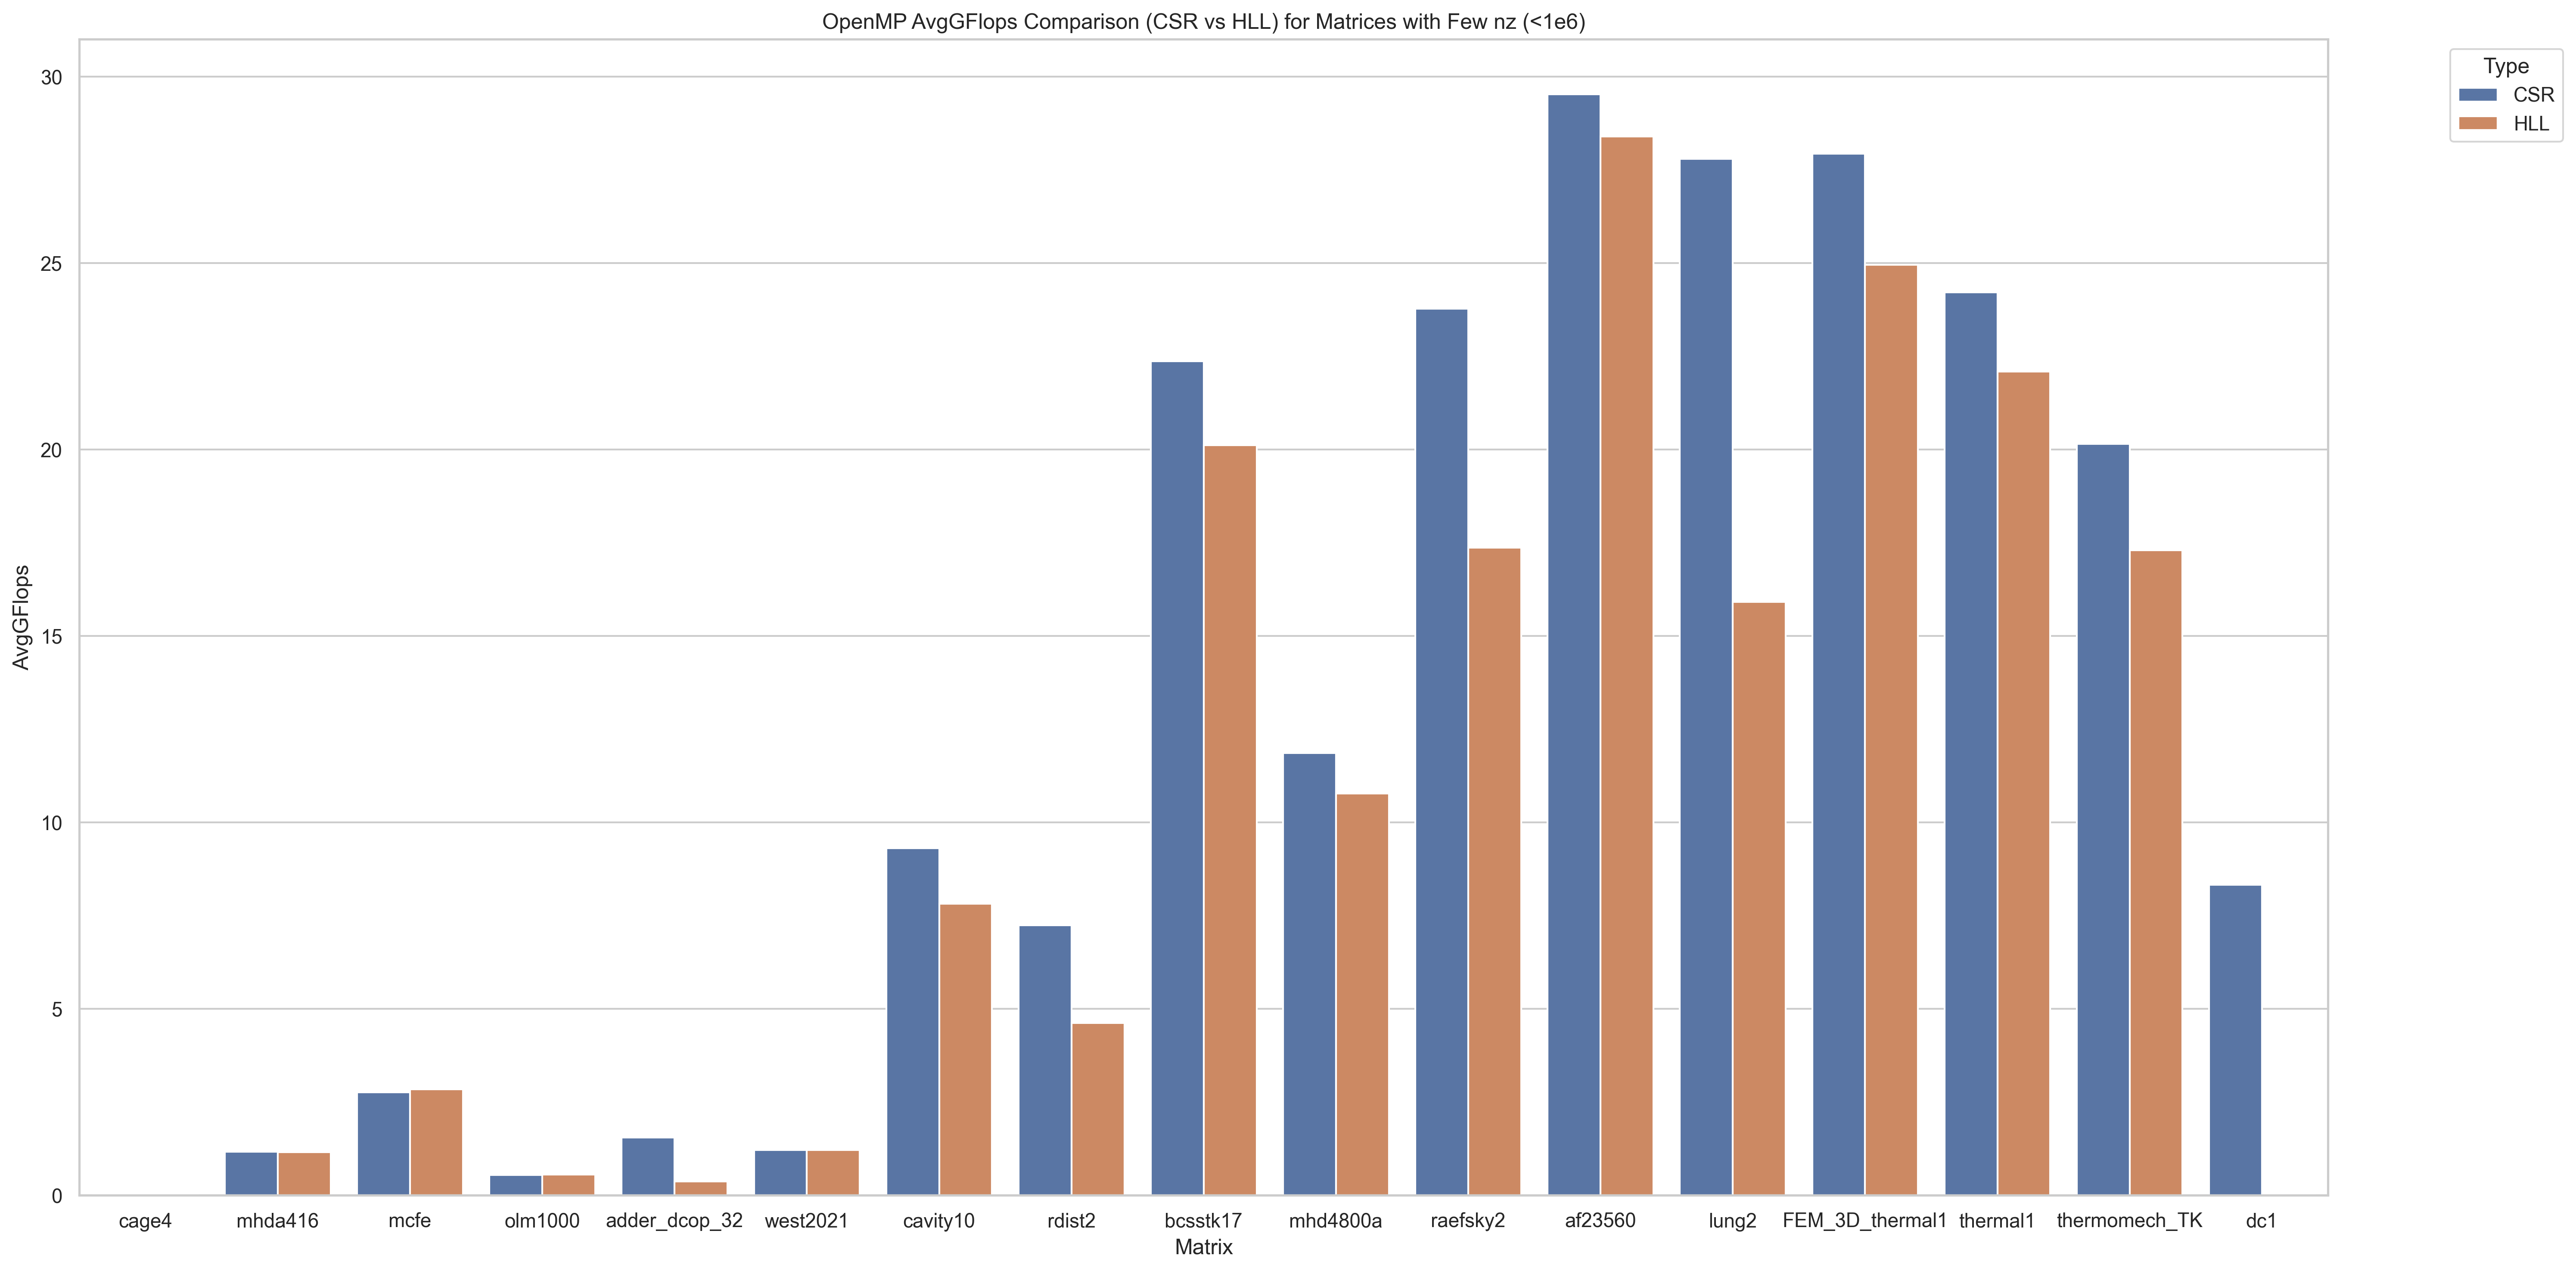 OpenMP AvgGFlops Comparison (CSR vs HLL) for Matrices with Few nz (<1e6)
Type
CSR
HLL
AvgGFlops
30
25
20
15
10
5
0
cage4 mhda416 mcfe olm1000 adder_dcop_32 west2021 cavity10 rdist2 bcsstk17 mhd4800a raefsky2 af23560 lung2 FEM_3D_thermal1 thermal1 thermomech_TK dc1
Matrix